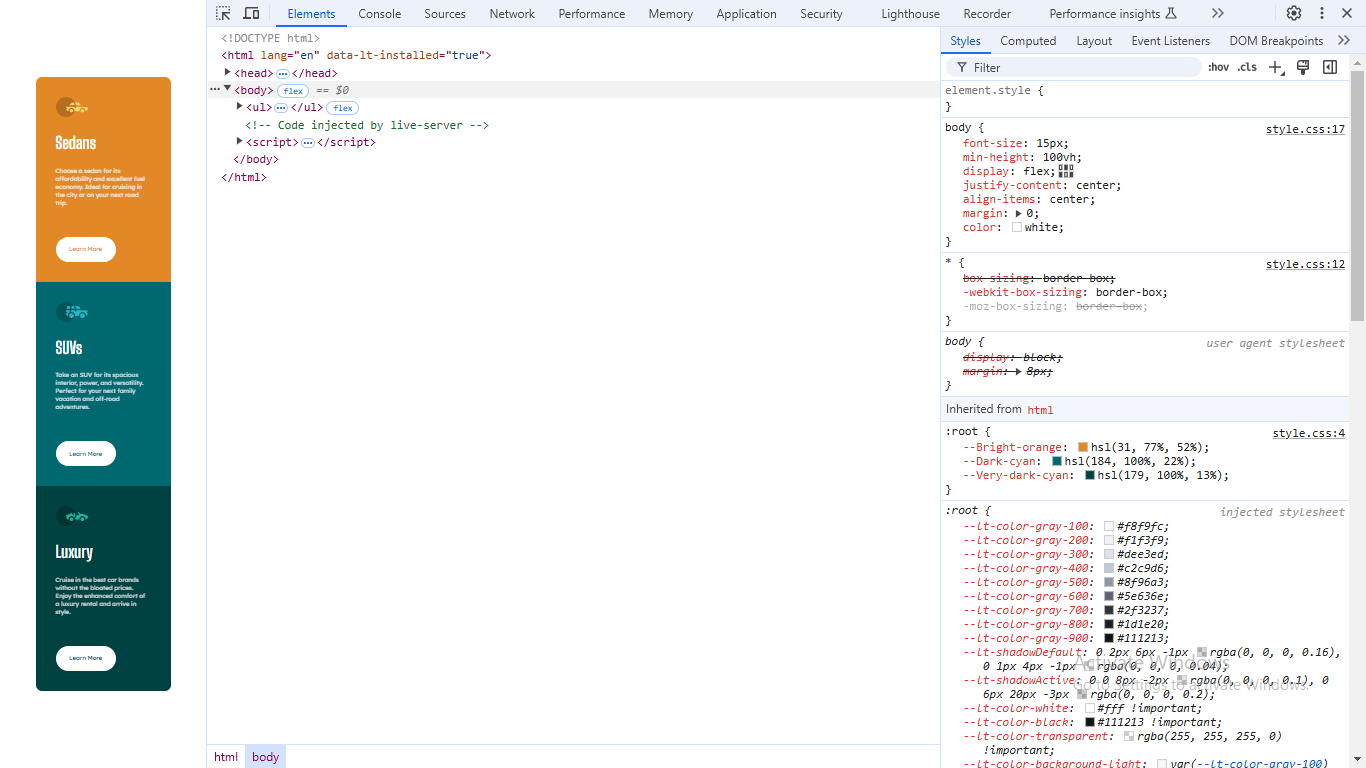 Sedans
Choose a sedan for its
affordability and excellent fuel
economy. Ideal for cruising in
the city or on your next road
trip.
Learn More
SUVs
Take an SUV for its spacious
interior, power, and versatility.
Perfect for your next family
vacation and off-road
adventures.
Learn More
Luxury
Cruise in the best car brands
without the bloated prices.
Enjoy the enhanced comfort of
a luxury rental and arrive in
style.
Learn More
Elements Console Sources Network Performance Memory Application Security Lighthouse Recorder Performance insights
<!DOCTYPE html>
<html lang="en" data-lt-installed="true">
<head> ••• </head>
••• <body> flex == $0
<ul> ••• </ul> flex
<!-- Code injected by live-server -->
<script> ••• </script>
</body>
</html>
html body
Styles Computed Layout Event Listeners DOM Breakpoints
Filter :hov .cls
element.style {
}
body { style.css:17
font-size: 15px;
min-height: 100vh;
display: flex;
justify-content: center;
align-items: center;
margin: 0;
color: white;
}
* { style.css:12
box-sizing: border-box;
-webkit-box-sizing: border-box;
-moz-box-sizing: border-box;
}
body { user agent stylesheet
display: block;
margin: 8px;
}
Inherited from html
:root { style.css:4
--Bright-orange: hsl(31, 77%, 52%);
--Dark-cyan: hsl(184, 100%, 22%);
--Very-dark-cyan: hsl(179, 100%, 13%);
}
:root { injected stylesheet
--lt-color-gray-100: #f8f9fc;
--lt-color-gray-200: #f1f3f9;
--lt-color-gray-300: #dee3ed;
--lt-color-gray-400: #c2c9d6;
--lt-color-gray-500: #8f96a3;
--lt-color-gray-600: #5e636e;
--lt-color-gray-700: #2f3237;
--lt-color-gray-800: #1d1e20;
--lt-color-gray-900: #111213;
--lt-shadowDefault: 0 2px 6px -1px rgba(0, 0, 0, 0.16),
0 1px 4px -1px rgba(0, 0, 0, 0.04);
--lt-shadowActive: 0 0 8px -2px rgba(0, 0, 0, 0.1), 0
6px 20px -3px rgba(0, 0, 0, 0.2);
--lt-color-white: #fff !important;
--lt-color-black: #111213 !important;
--lt-color-transparent: rgba(255, 255, 255, 0)
!important;
--lt-color-background-light: var(--lt-color-gray-100)
Activate Windows
Go to Settings to activate Windows.